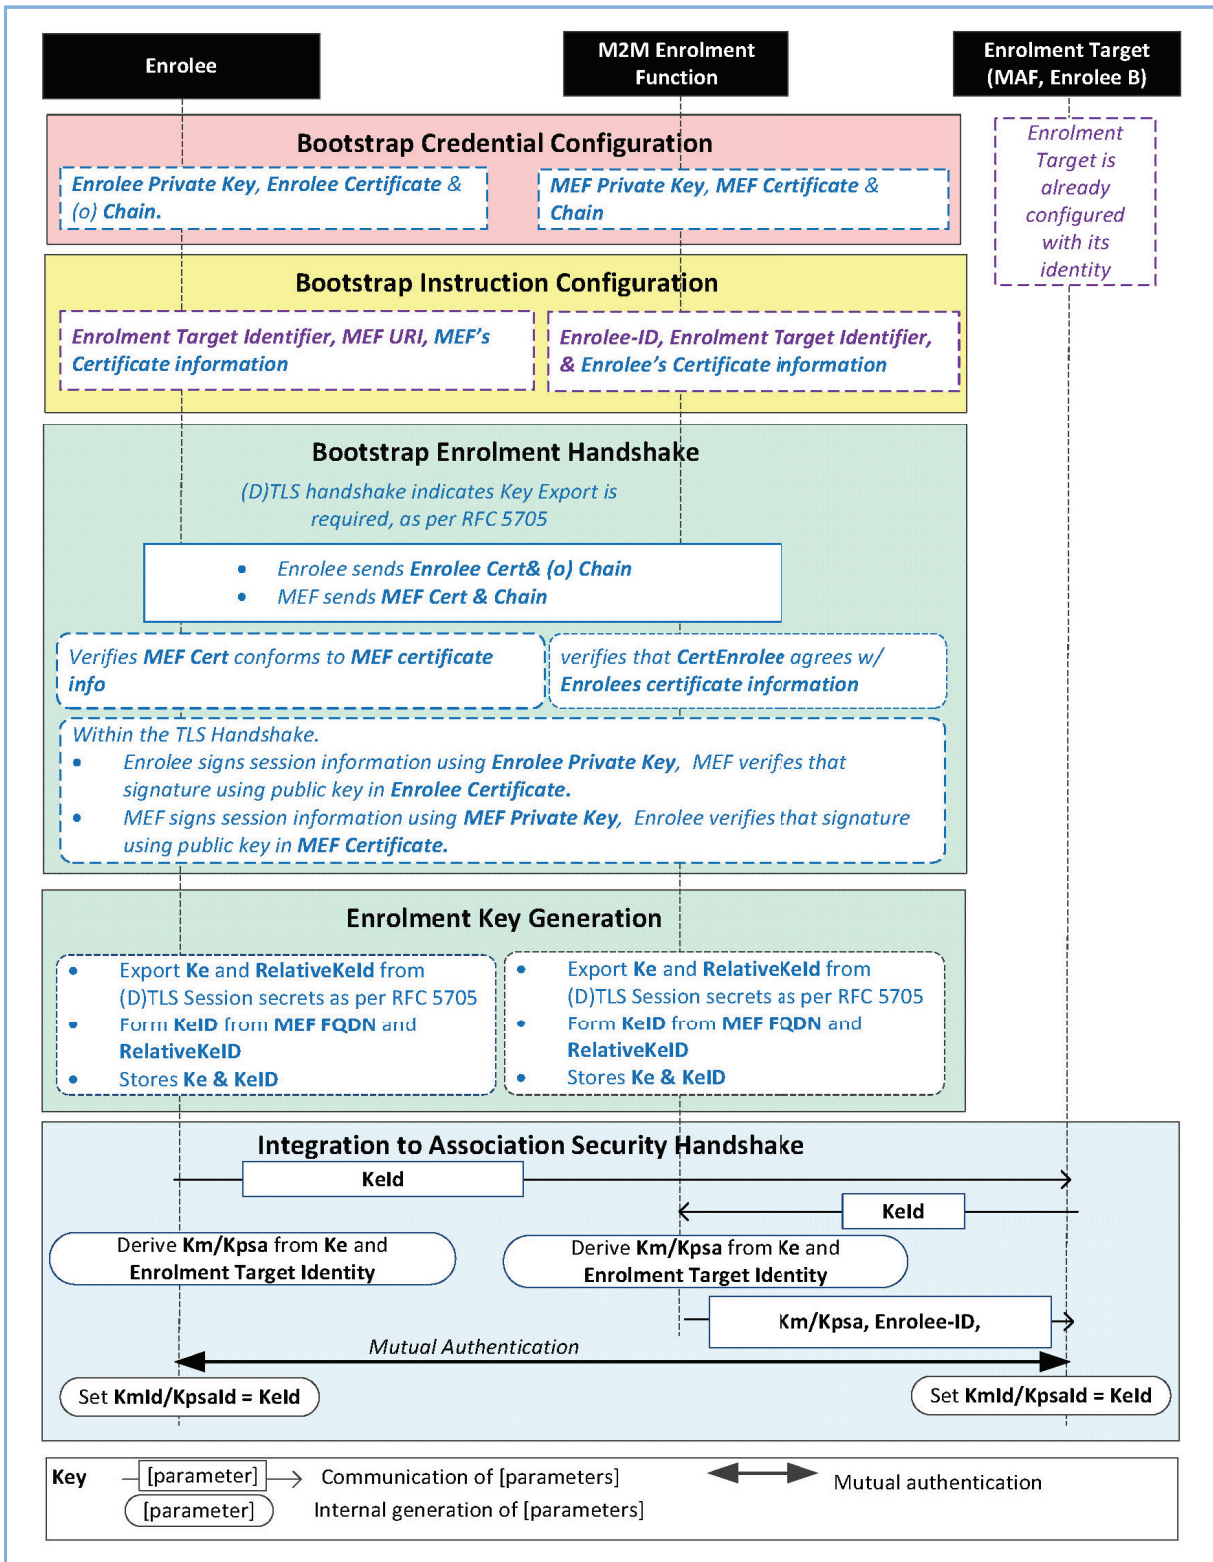 Enrolee
M2M Enrolment
Function
Enrolment Target
(MAF, Enrolee B)
Bootstrap Credential Configuration
Enrolee Private Key, Enrolee Certificate &
(o) Chain.
MEF Private Key, MEF Certificate &
Chain
Enrolment
Target is
already
configured
with its
identity
Bootstrap Instruction Configuration
Enrolment Target Identifier, MEF URI, MEF's
Certificate information
Enrolee-ID, Enrolment Target Identifier,
& Enrolee's Certificate information
Bootstrap Enrolment Handshake
(D)TLS handshake indicates Key Export is
required, as per RFC 5705
• Enrolee sends Enrolee Cert& (o) Chain
• MEF sends MEF Cert & Chain
Verifies MEF Cert conforms to MEF certificate
info
verifies that CertEnrolee agrees w/
Enrolees certificate information
Within the TLS Handshake.
• Enrolee signs session information using Enrolee Private Key, MEF verifies that
signature using public key in Enrolee Certificate.
• MEF signs session information using MEF Private Key, Enrolee verifies that signature
using public key in MEF Certificate.
Enrolment Key Generation
• Export Ke and RelativeKeId from
(D)TLS Session secrets as per RFC 5705
• Form KeID from MEF FQDN and
RelativeKeID
• Stores Ke & KeID
• Export Ke and RelativeKeId from
(D)TLS Session secrets as per RFC 5705
• Form KeID from MEF FQDN and
RelativeKeID
• Stores Ke & KeID
Integration to Association Security Handshake
KeId
KeId
Derive Km/Kpsa from Ke and
Enrolment Target Identity
Derive Km/Kpsa from Ke and
Enrolment Target Identity
Km/Kpsa, Enrolee-ID,
Mutual Authentication
Set KmId/KpsaId = KeId
Set KmId/KpsaId = KeId
Key
[parameter]
Communication of [parameters]
Mutual authentication
[parameter]
Internal generation of [parameters]